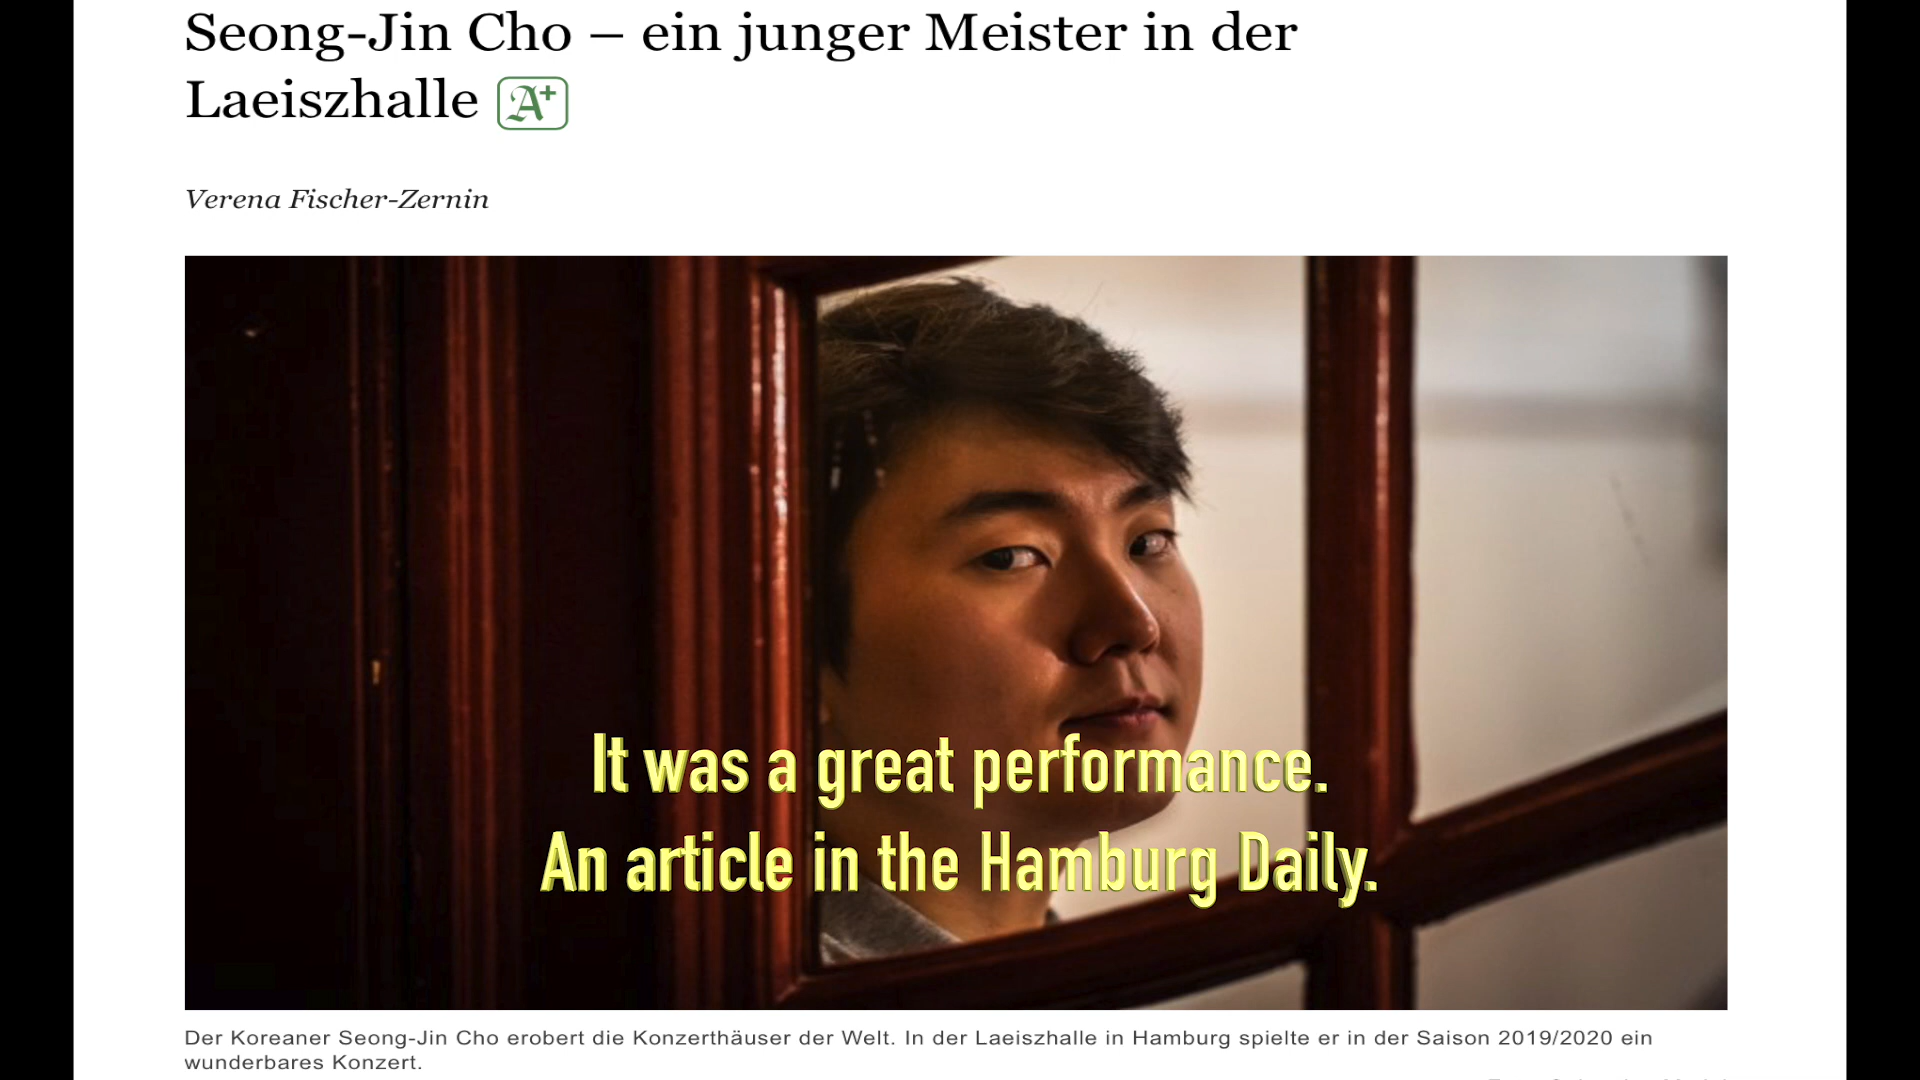 Seong-Jin Cho – ein junger Meister in der
Laeiszhalle A+
Verena Fischer-Zernin
It was a great performance.
An article in the Hamburg Daily.
Der Koreaner Seong-Jin Cho erobert die Konzerthäuser der Welt. In der Laeiszhalle in Hamburg spielte er in der Saison 2019/2020 ein
wunderbares Konzert.